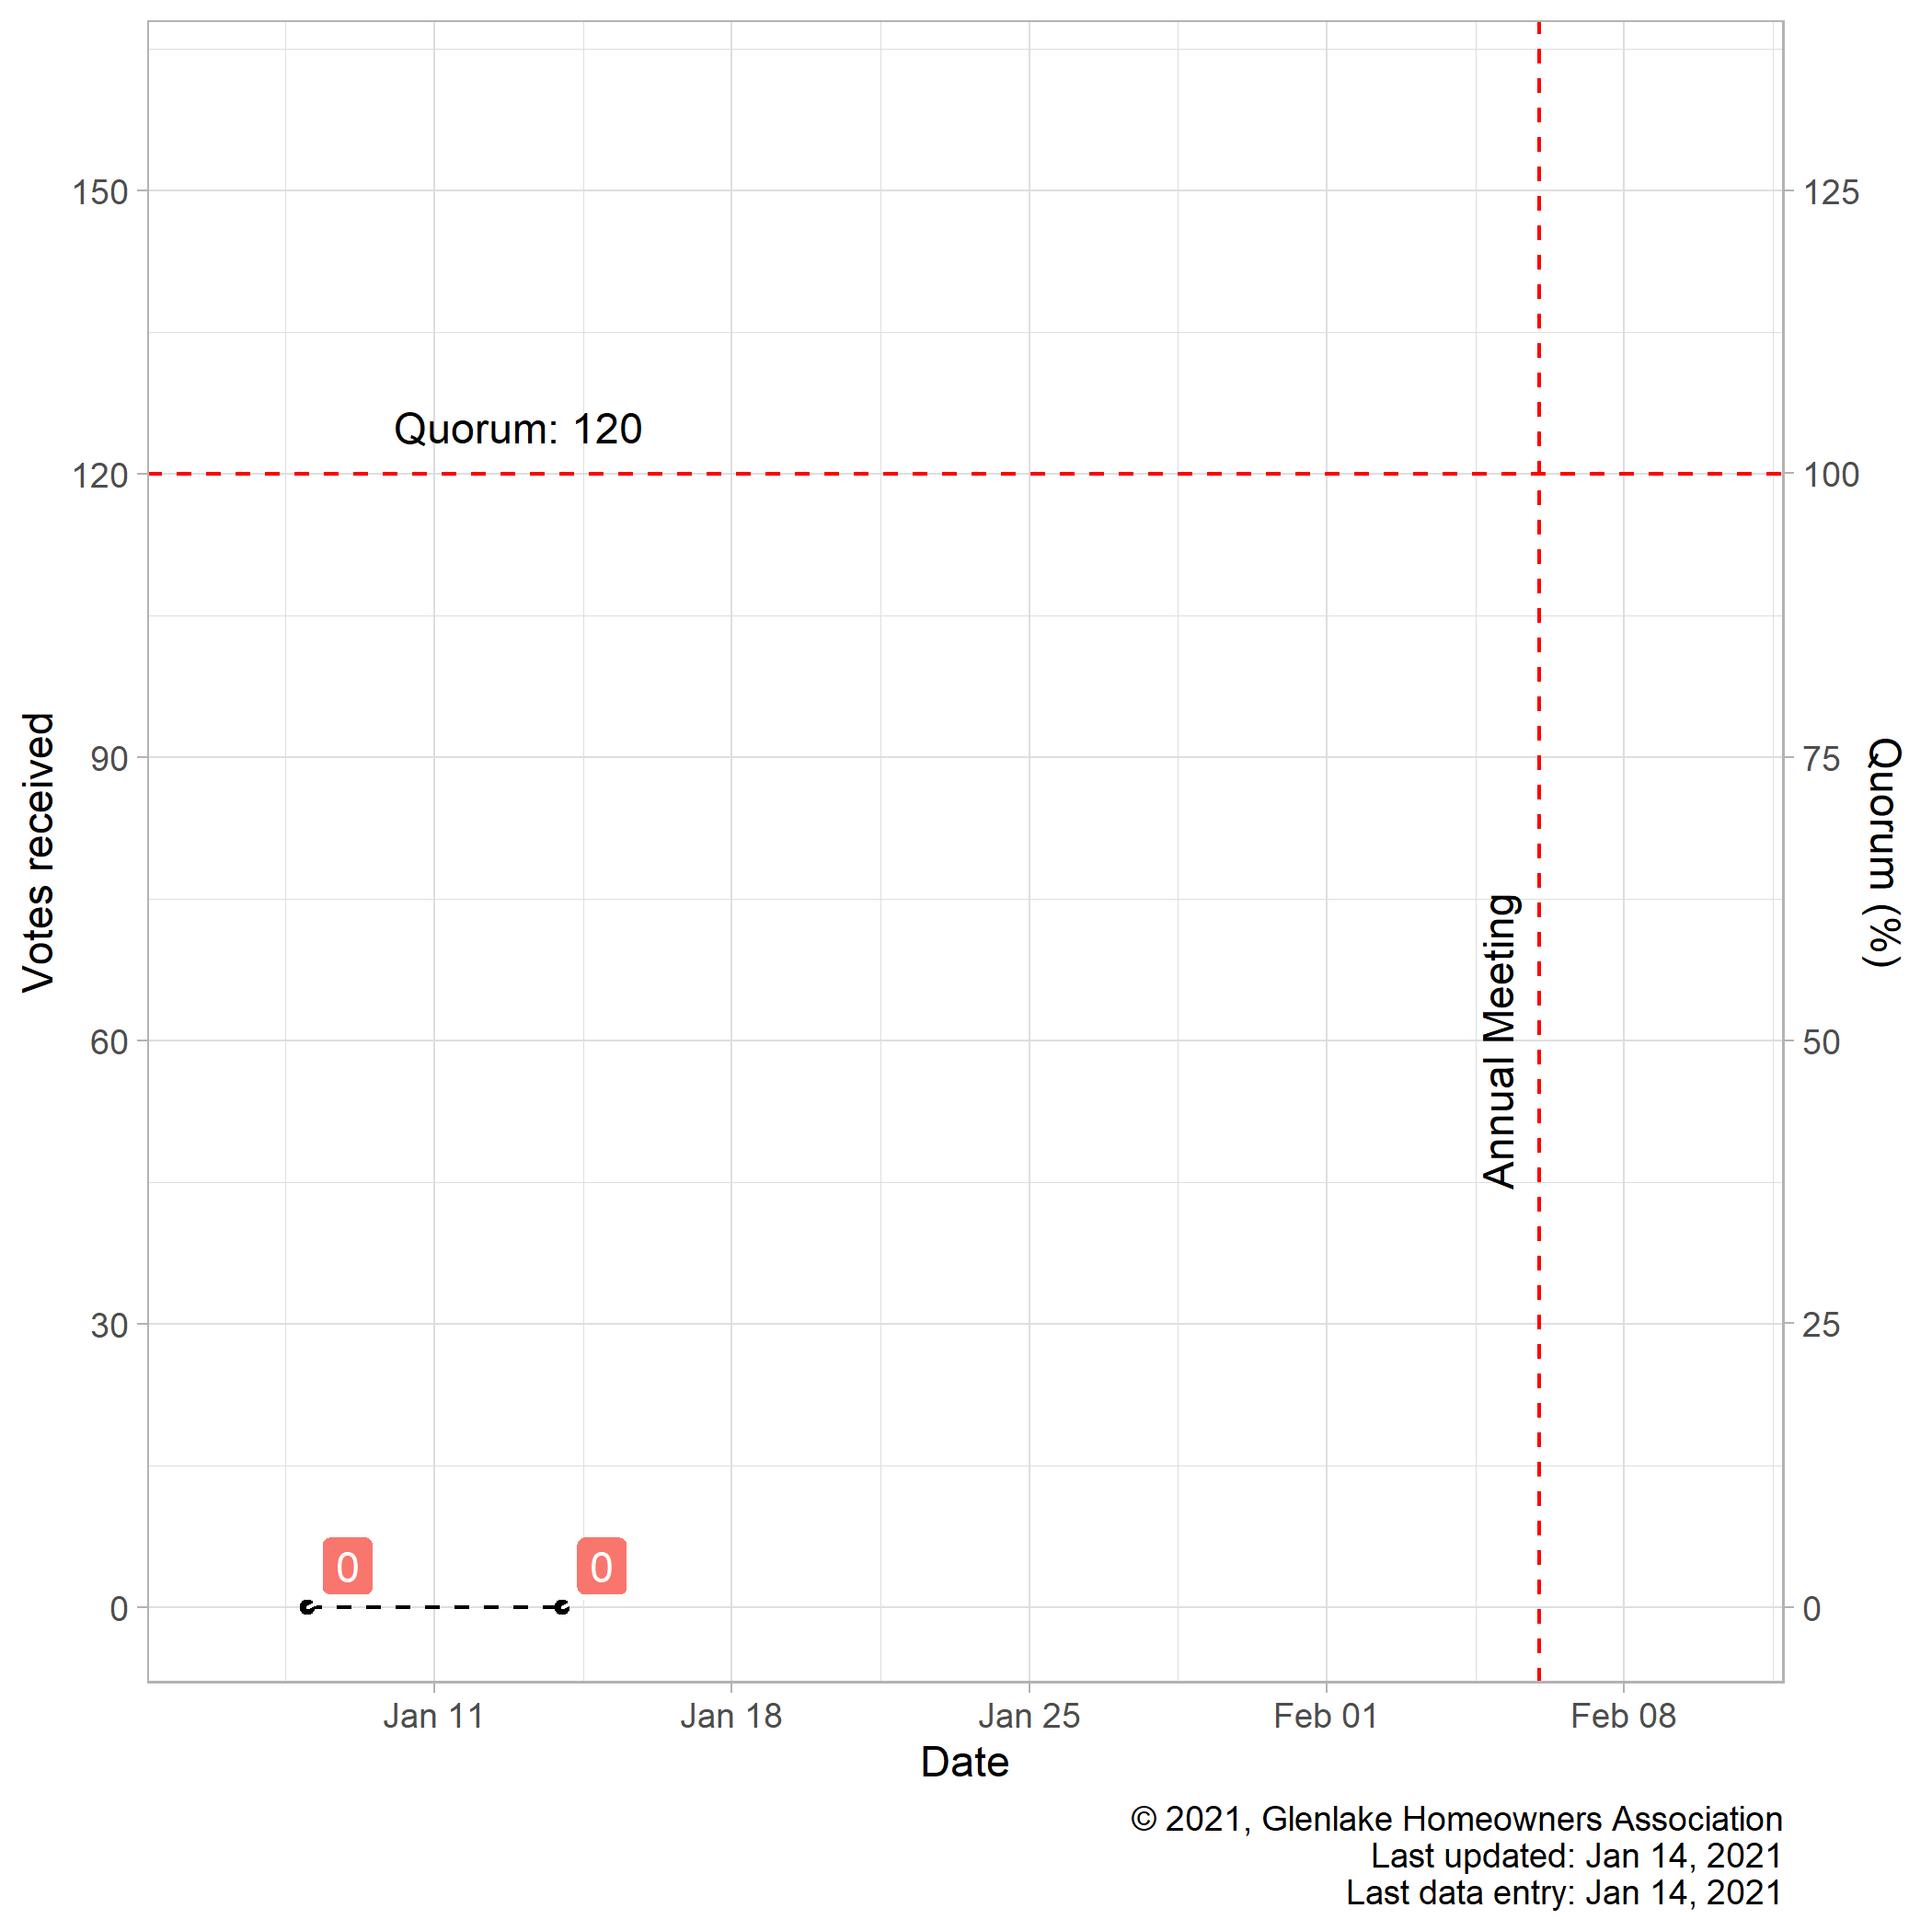 150
125
Quorum: 120
120
100
90
75
Votes received
Quorum (%)
Annual Meeting
60
50
30
25
0
0
0
0
Jan 11
Jan 18
Jan 25
Feb 01
Feb 08
Date
© 2021, Glenlake Homeowners Association
Last updated: Jan 14, 2021
Last data entry: Jan 14, 2021